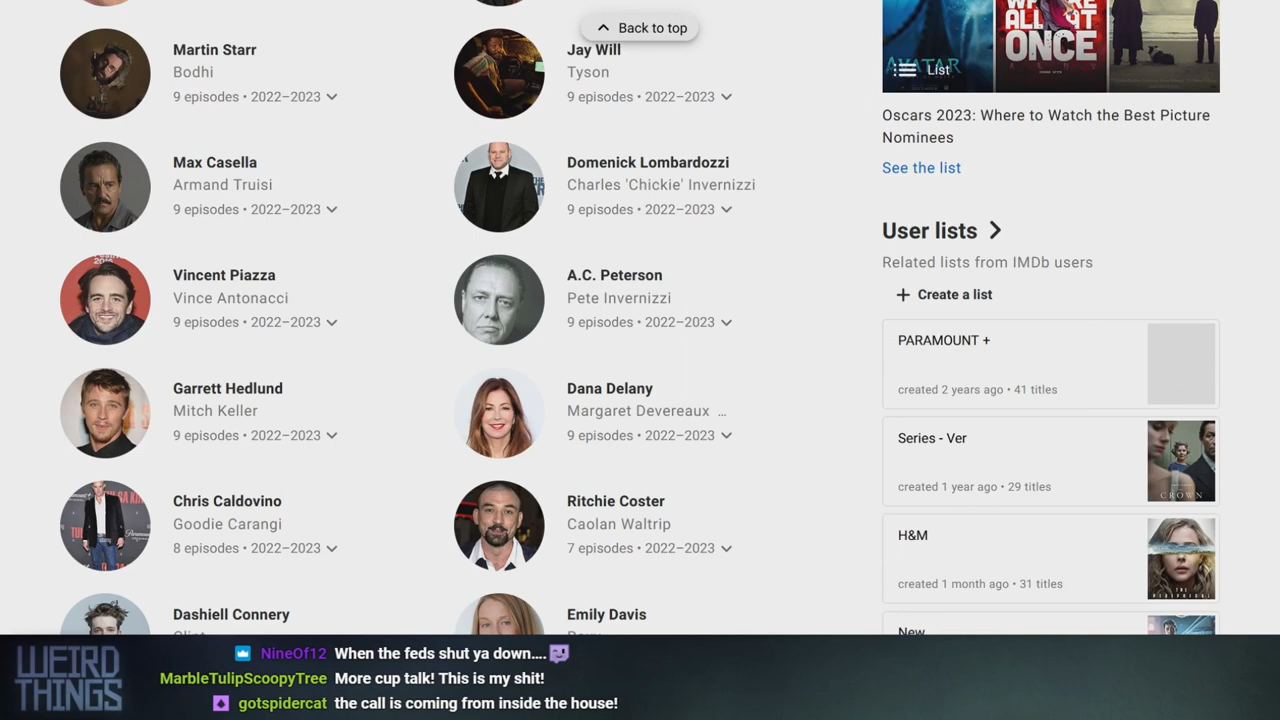 Back to top
Martin Starr
Bodhi
9 episodes • 2022–2023
Jay Will
Tyson
9 episodes • 2022–2023
Max Casella
Armand Truisi
9 episodes • 2022–2023
Domenick Lombardozzi
Charles 'Chickie' Invernizzi
9 episodes • 2022–2023
Vincent Piazza
Vince Antonacci
9 episodes • 2022–2023
A.C. Peterson
Pete Invernizzi
9 episodes • 2022–2023
Garrett Hedlund
Mitch Keller
9 episodes • 2022–2023
Dana Delany
Margaret Devereaux ...
9 episodes • 2022–2023
Chris Caldovino
Goodie Carangi
8 episodes • 2022–2023
Ritchie Coster
Caolan Waltrip
7 episodes • 2022–2023
Dashiell Connery
Emily Davis
ALL AT
ONCE
AVATAR
List
Oscars 2023: Where to Watch the Best Picture
Nominees
See the list
User lists
Related lists from IMDb users
+ Create a list
PARAMOUNT +
created 2 years ago • 41 titles
Series - Ver
created 1 year ago • 29 titles
CROWN
H&M
created 1 month ago • 31 titles
New
WEIRD
THINGS
NineOf12 When the feds shut ya down....
MarbleTulipScoopyTree More cup talk! This is my shit!
gotspidercat the call is coming from inside the house!